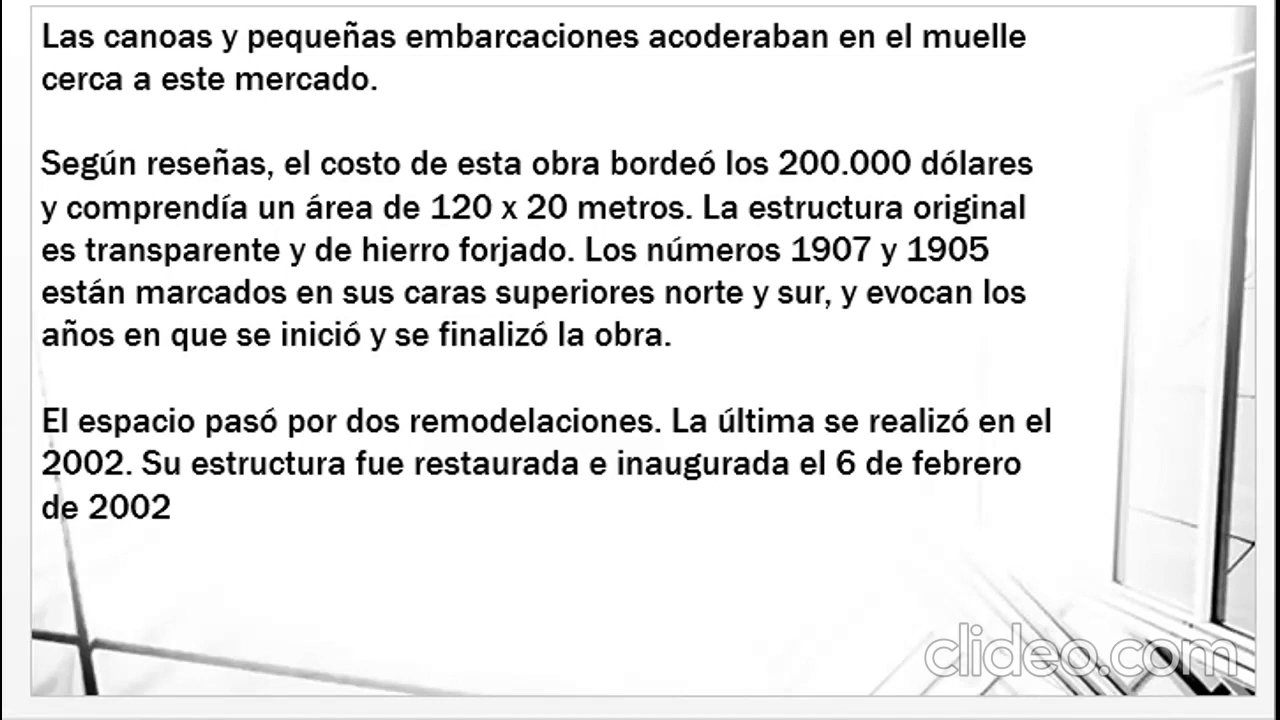 Las canoas y pequeñas embarcaciones acoderaban en el muelle
cerca a este mercado.
Según reseñas, el costo de esta obra bordeó los 200.000 dólares
y comprendía un área de 120 x 20 metros. La estructura original
es transparente y de hierro forjado. Los números 1907 y 1905
están marcados en sus caras superiores norte y sur, y evocan los
años en que se inició y se finalizó la obra.
El espacio pasó por dos remodelaciones. La última se realizó en el
2002. Su estructura fue restaurada e inaugurada el 6 de febrero
de 2002
clideo.com